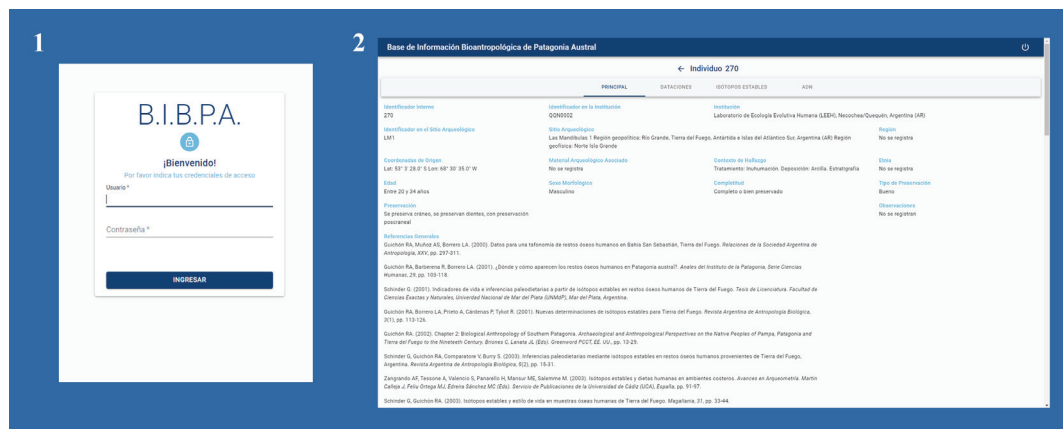 1
B.I.B.P.A.
¡Bienvenido!
Por favor indica tus credenciales de acceso
Usuario *
Contraseña *
INGRESAR
2
Base de Información Bioantropológica de Patagonia Austral
← Individuo 270
PRINCIPAL DATACIONES ISÓTOPOS ESTABLES ADN
Identificador Interno Identificador en la Institución Institución
270 QQN0002 Laboratorio de Ecología Evolutiva Humana (LEEH), Necochea/Quequén, Argentina (AR)
Identificador en el Sitio Arqueológico Sitio Arqueológico Región
LM1 Las Mandíbulas 1 Región geopolítica: Río Grande, Tierra del Fuego, Antártida e Islas del Atlántico Sur, Argentina (AR) Región No se registra
geofísica: Norte Isla Grande
Coordenadas de Origen Material Arqueológico Asociado Contexto de Hallazgo Etnia
Lat: 53° 3' 28.0" S Lon: 68° 30' 35.0" W No se registra Tratamiento: Inuhumación. Deposición: Arcilla. Estratigrafía No se registra
Edad Sexo Morfológico Completitud Tipo de Preservación
Entre 20 y 34 años Masculino Completo o bien preservado Bueno
Preservación Observaciones
Se preserva cráneo, se preservan dientes, con preservación No se registran
poscraneal
Referencias Generales
Guichón RA, Muñoz AS, Borrero LA. (2000). Datos para una tafonomía de restos óseos humanos en Bahía San Sebastián, Tierra del Fuego. Relaciones de la Sociedad Argentina de
Antropología, XXV, pp. 297-311.
Guichón RA, Barberena R, Borrero LA. (2001). ¿Dónde y cómo aparecen los restos óseos humanos en Patagonia austral?. Anales del Instituto de la Patagonia, Serie Ciencias
Humanas, 29, pp. 103-118.
Schinder G. (2001). Indicadores de vida e inferencias paleodietarias a partir de isótopos estables en restos óseos humanos de Tierra del Fuego. Tesis de Licenciatura. Facultad de
Ciencias Exactas y Naturales, Univerdad Nacional de Mar del Plata (UNMdP), Mar del Plata, Argentina.
Guichón RA, Borrero LA, Prieto A, Cárdenas P, Tykot R. (2001). Nuevas determinaciones de isótopos estables para Tierra del Fuego. Revista Argentina de Antropología Biológica,
3(1), pp. 113-126.
Guichón RA. (2002). Chapter 2: Biological Anthropology of Southern Patagonia. Archaeological and Anthropological Perspectives on the Native Peoples of Pampa, Patagonia and
Tierra del Fuego to the Nineteeth Century. Briones C, Lanata JL (Eds). Greenword PCCT, EE. UU., pp. 13-29.
Schinder G, Guichón RA, Comparatore V, Burry S. (2003). Inferencias paleodietarias mediante isótopos estables en restos óseos humanos provenientes de Tierra del Fuego,
Argentina. Revista Argentina de Antropología Biológica, 5(2), pp. 15-31.
Zangrando AF, Tessone A, Valencio S, Panarello H, Mansur ME, Salemme M. (2003). Isótopos estables y dietas humanas en ambientes costeros. Avances en Arqueometría. Martín
Calleja J, Feliu Ortega MJ, Edreira Sánchez MC (Eds). Servicio de Publicaciones de la Universidad de Cádiz (UCA), España, pp. 91-97.
Schinder G, Guichón RA. (2003). Isótopos estables y estilo de vida en muestras óseas humanas de Tierra del Fuego. Magallania, 31, pp. 33-44.